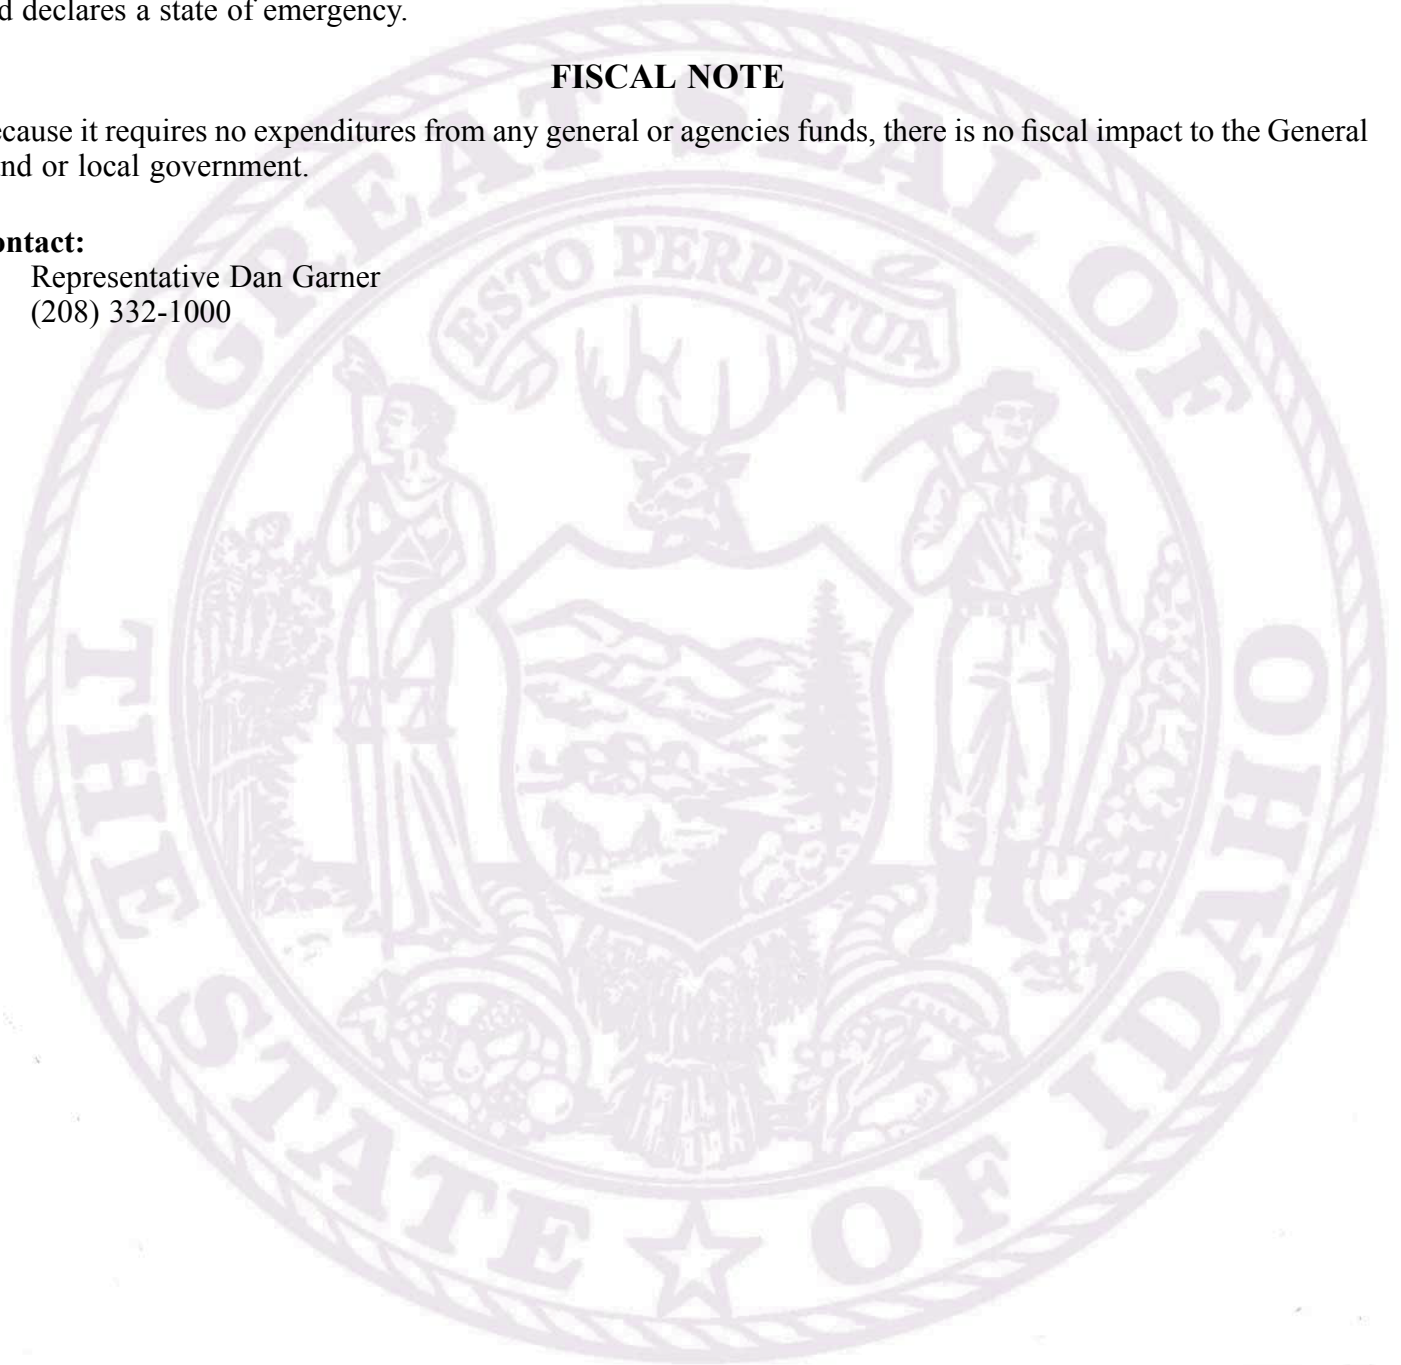 d declares a state of emergency.
FISCAL NOTE
ecause it requires no expenditures from any general or agencies funds, there is no fiscal impact to the General
nd or local government.
ontact:
Representative Dan Garner
(208) 332-1000
GREAT SEAL OF
ESTO PERPETUA
THE STATE OF IDAHO